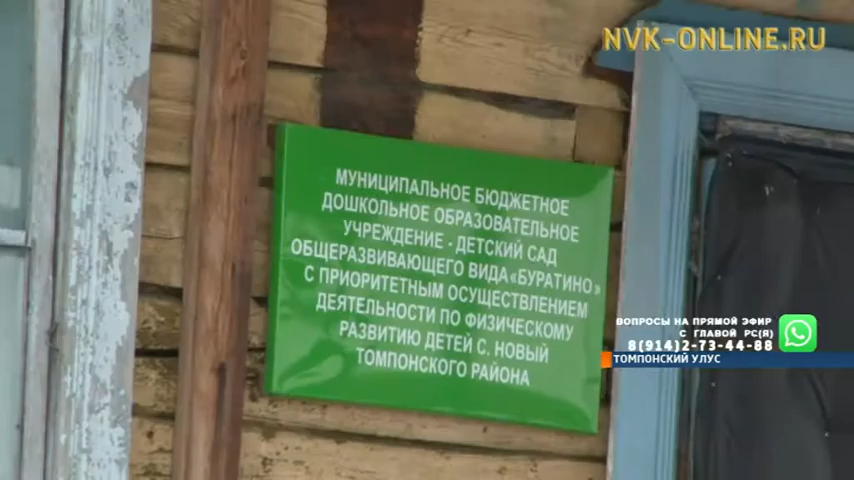 NVK-ONLINE.RU
МУНИЦИПАЛЬНОЕ БЮДЖЕТНОЕ
ДОШКОЛЬНОЕ ОБРАЗОВАТЕЛЬНОЕ
УЧРЕЖДЕНИЕ - ДЕТСКИЙ САД
ОБЩЕРАЗВИВАЮЩЕГО ВИДА «БУРАТИНО»
С ПРИОРИТЕТНЫМ ОСУЩЕСТВЛЕНИЕМ
ДЕЯТЕЛЬНОСТИ ПО ФИЗИЧЕСКОМУ
РАЗВИТИЮ ДЕТЕЙ С. НОВЫЙ
ТОМПОНСКОГО РАЙОНА
ВОПРОСЫ НА ПРЯМОЙ ЭФИР
С ГЛАВОЙ РС(Я)
8(914)2-73-44-88
ТОМПОНСКИЙ УЛУС